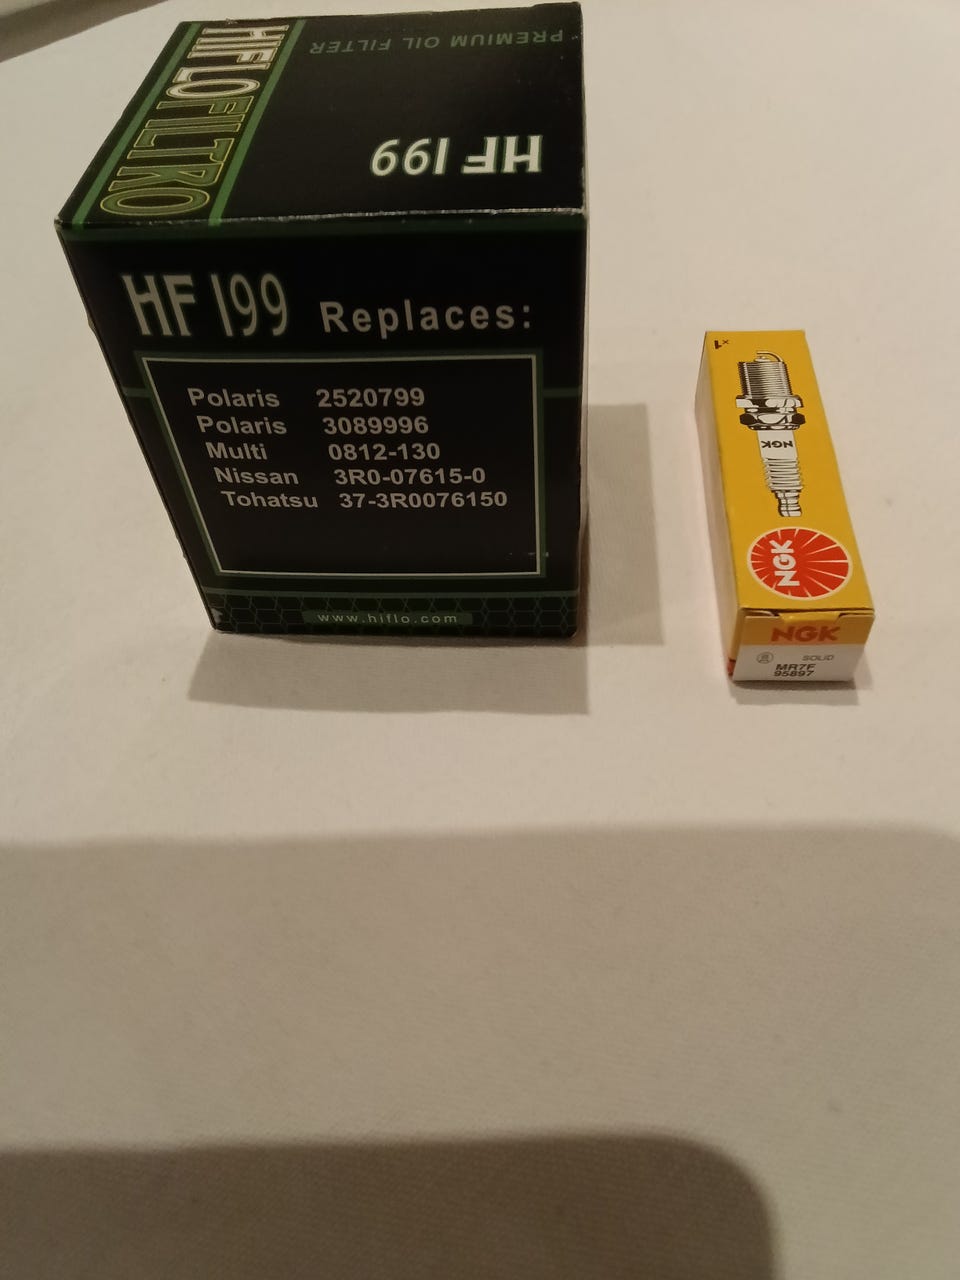 HIFLOFILTRO
PREMIUM OIL FILTER
HF 199
HF 199 Replaces:
Polaris 2520799
Polaris 3089996
Multi 0812-130
Nissan 3R0-07615-0
Tohatsu 37-3R0076150
www.hiflo.com
1x
NGK
NGK
NGK
SOLID
MR7F
95897